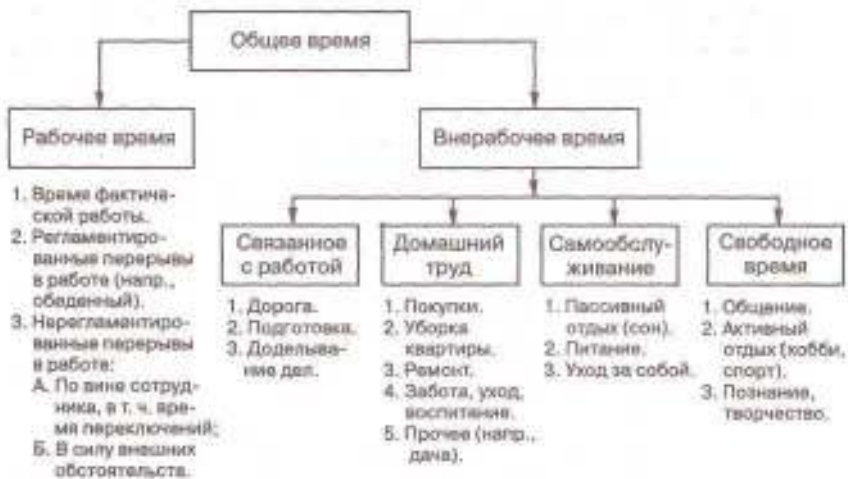 Общее время
Рабочее время
1. Время фактиче-
ской работы.
2. Регламентиро-
ванные перерывы
в работе (напр.,
обеденный).
3. Нерегламентиро-
ванные перерывы
в работе:
А. По вине сотруд-
ника, в т. ч. вре-
мя переключений;
Б. В силу внешних
обстоятельств.
Внерабочее время
Связанное
с работой
1. Дорога.
2. Подготовка.
3. Доделыва-
ние дел.
Домашний
труд
1. Покупки.
2. Уборка
квартиры.
3. Ремонт.
4. Забота, уход,
воспитание.
5. Прочее (напр.,
дача).
Самообслу-
живание
1. Пассивный
отдых (сон).
2. Питание.
3. Уход за собой.
Свободное
время
1. Общение.
2. Активный
отдых (хобби,
спорт).
3. Познание,
творчество.